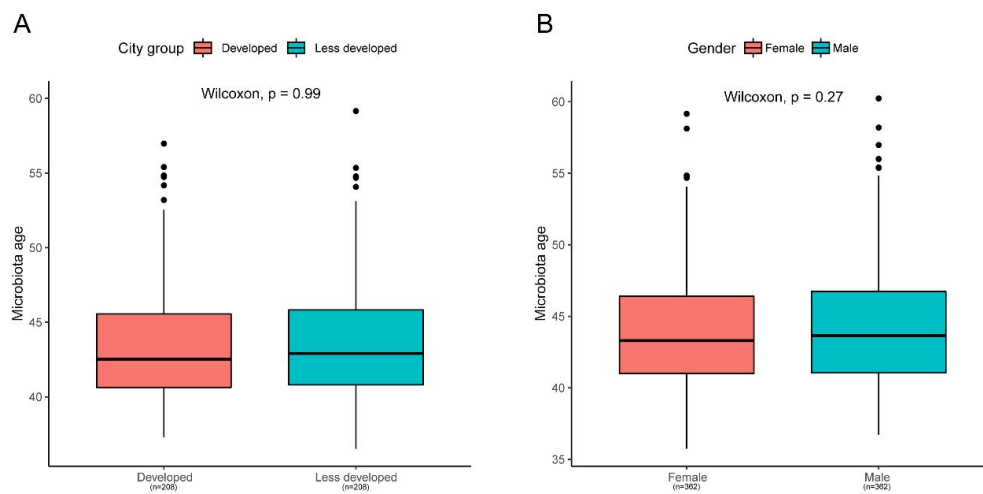 A
City group Developed Less developed
Wilcoxon, p = 0.99
60
55
50
45
40
Microbiota age
Developed Less developed
(n=208) (n=208)
B
Gender Female Male
Wilcoxon, p = 0.27
60
55
50
45
40
35
Microbiota age
Female Male
(n=362) (n=362)